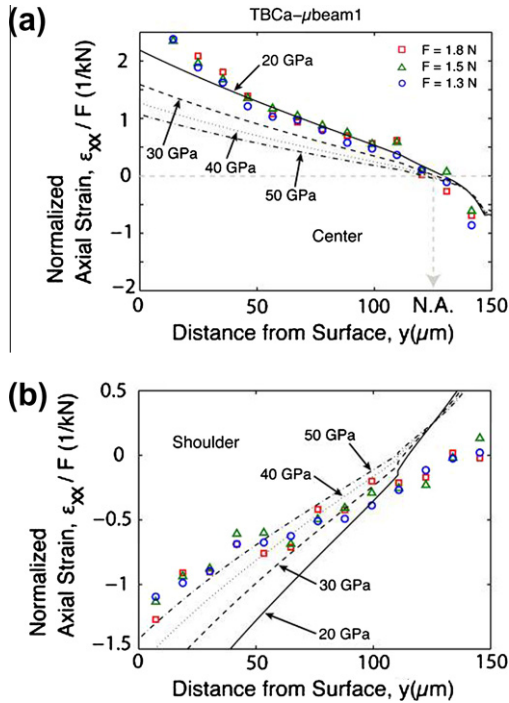 (a)
TBCa-μbeam1
Normalized
Axial Strain, εxx / F (1/kN)
2
1
0
−1
−2
20 GPa
30 GPa
40 GPa
50 GPa
F = 1.8 N
F = 1.5 N
F = 1.3 N
Center
N.A.
0
50
100
150
Distance from Surface, y(μm)
(b)
Normalized
Axial Strain, εxx / F (1/kN)
0.5
0
-0.5
-1
-1.5
Shoulder
50 GPa
40 GPa
30 GPa
20 GPa
0
50
100
150
Distance from Surface, y(μm)